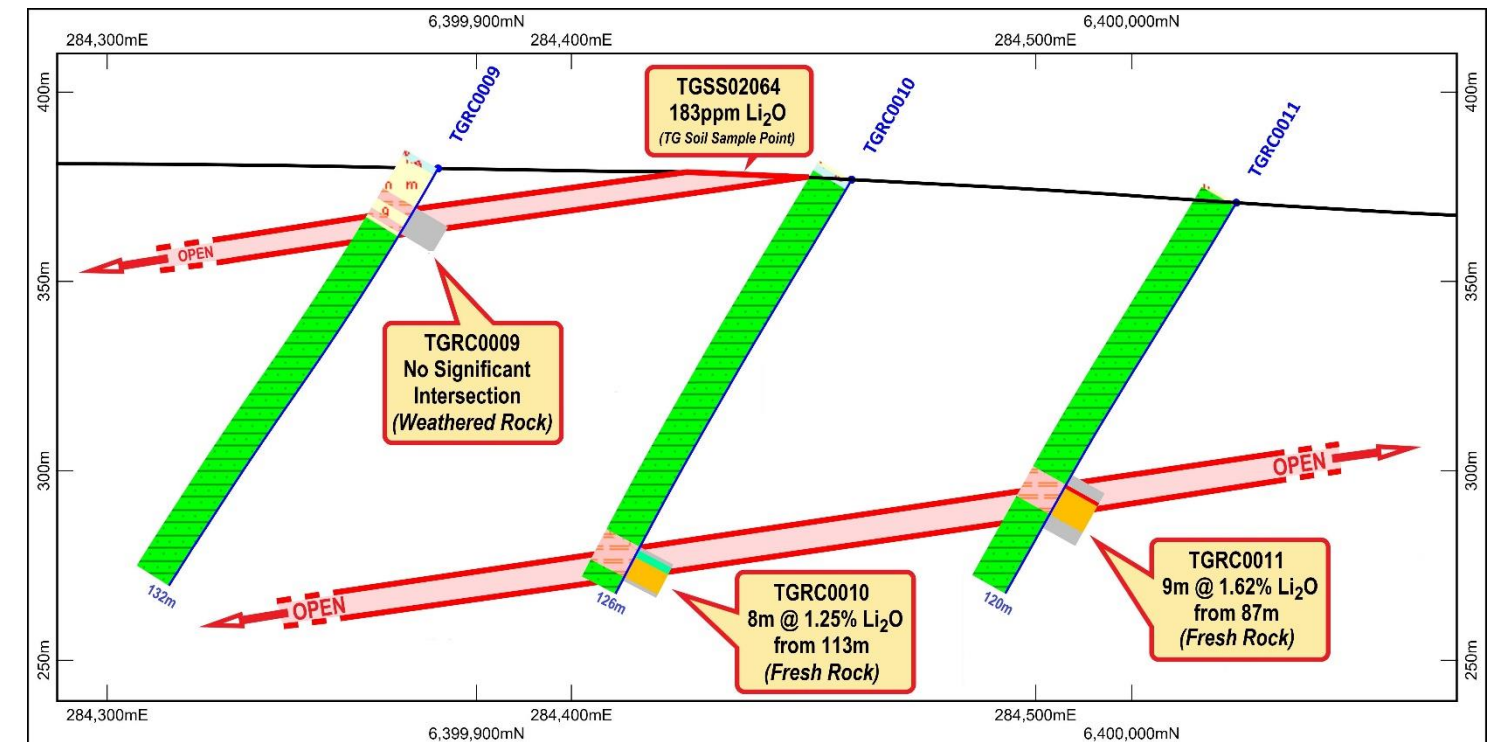 6,399,900mN
6,400,000mN
284,300mE
284,400mE
284,500mE
400m
400m
TGRC0009
TGSS02064
183ppm Li₂O
(TG Soil Sample Point)
TGRC0010
TGRC0011
n m
g
OPEN
350m
350m
TGRC0009
No Significant
Intersection
(Weathered Rock)
300m
300m
OPEN
132m
126m
120m
OPEN
TGRC0010
8m @ 1.25% Li₂O
from 113m
(Fresh Rock)
TGRC0011
9m @ 1.62% Li₂O
from 87m
(Fresh Rock)
250m
250m
284,300mE
284,400mE
284,500mE
6,399,900mN
6,400,000mN